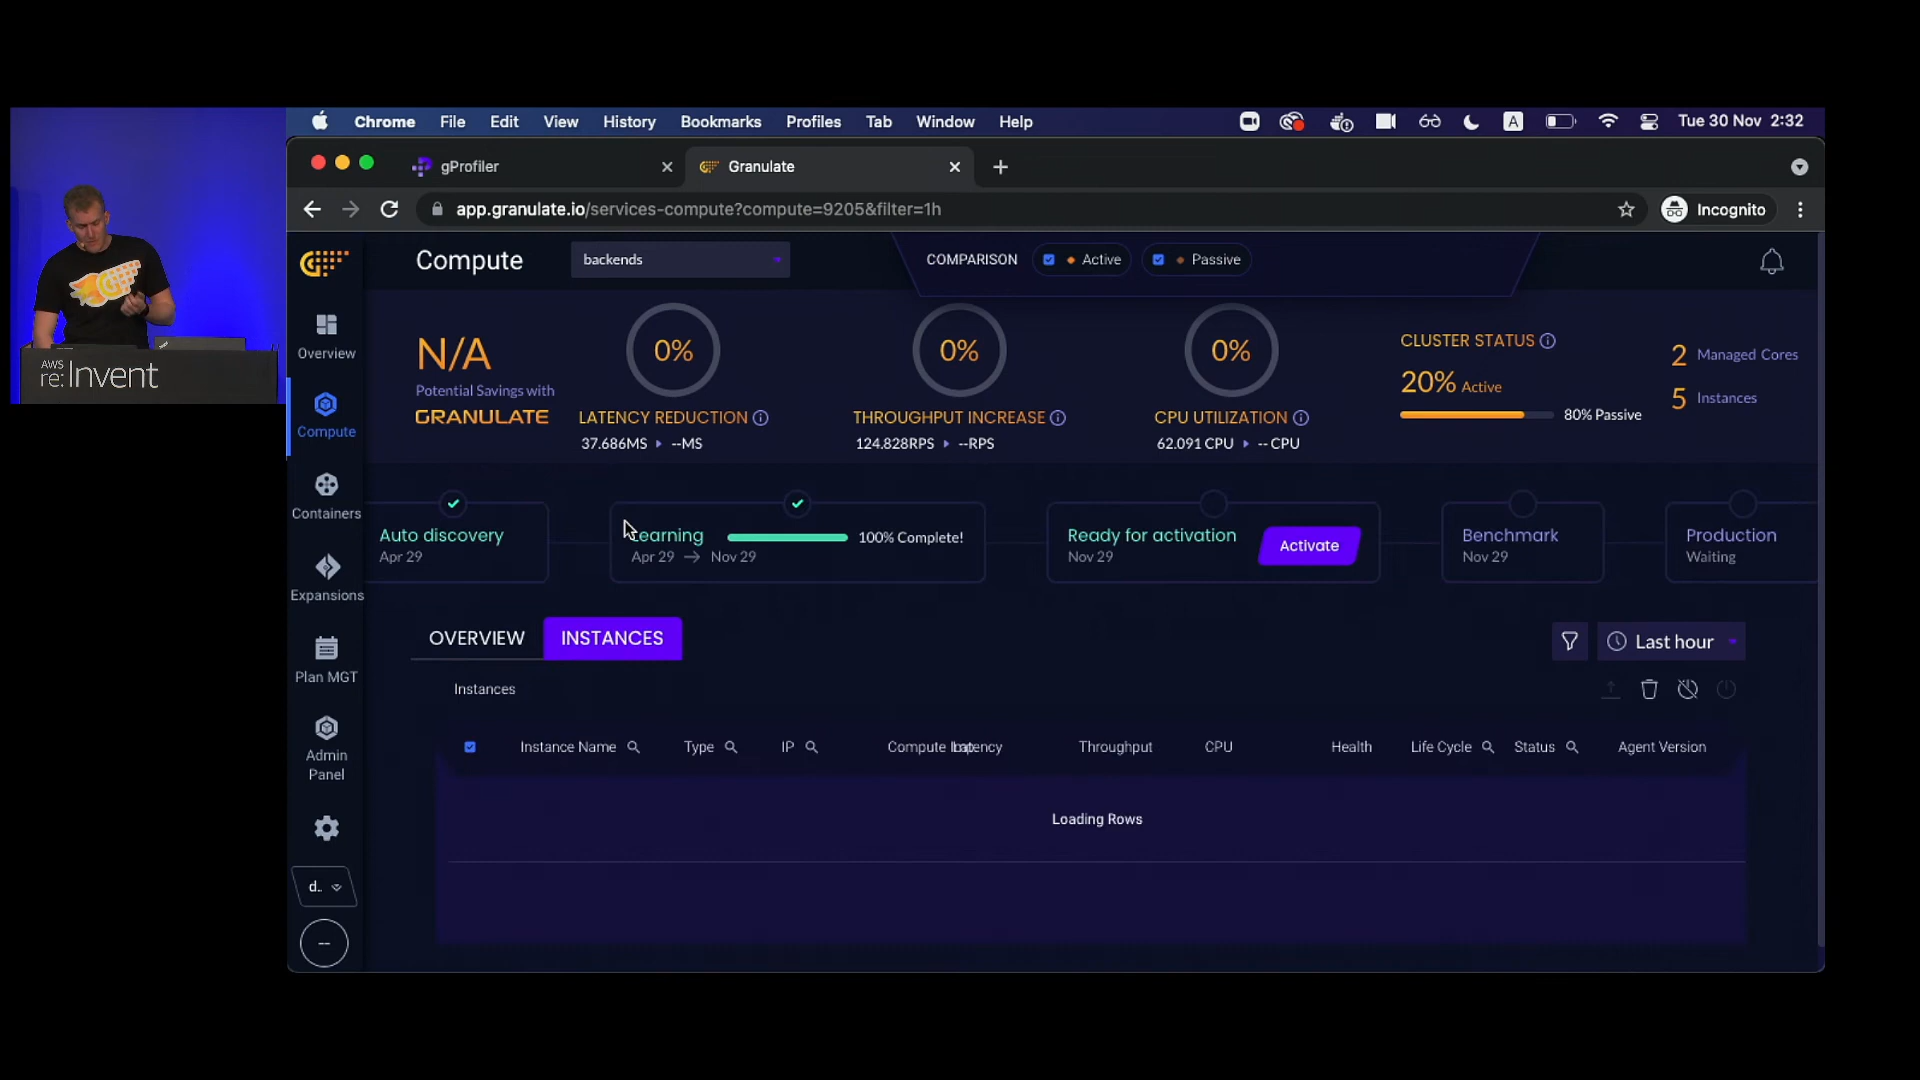 Chrome File Edit View History Bookmarks Profiles Tab Window Help A Tue 30 Nov 2:32
gProfiler
Granulate
app.granulate.io/services-compute?compute=9205&filter=1h
Incognito
Compute
backends
COMPARISON
Active
Passive
N/A
Potential Savings with
GRANULATE
0%
LATENCY REDUCTION
37.686MS --MS
0%
THROUGHPUT INCREASE
124.828RPS --RPS
0%
CPU UTILIZATION
62.091 CPU -- CPU
CLUSTER STATUS
20% Active
80% Passive
2 Managed Cores
5 Instances
Overview
Compute
Containers
Expansions
Plan MGT
Admin
Panel
d..
--
Auto discovery
Apr 29
Learning
Apr 29 → Nov 29
100% Complete!
Ready for activation
Nov 29
Activate
Benchmark
Nov 29
Production
Waiting
OVERVIEW
INSTANCES
Last hour
Instances
Instance Name Type IP Compute Latency Throughput CPU Health Life Cycle Status Agent Version
Loading Rows
AWS
re:Invent